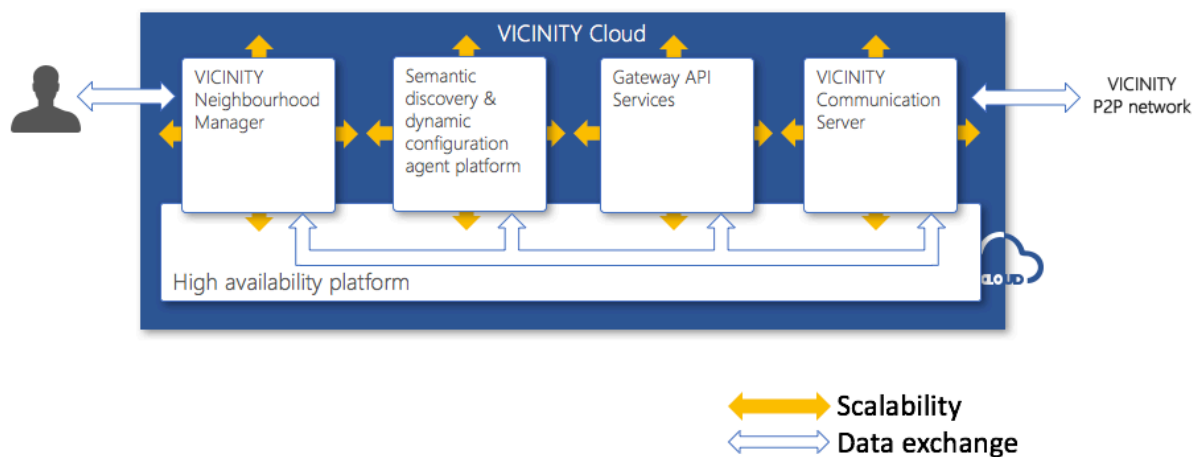 VICINITY Cloud
VICINITY
Neighbourhood
Manager
Semantic
discovery &
dynamic
configuration
agent platform
Gateway API
Services
VICINITY
Communication
Server
VICINITY
P2P network
High availability platform
CLOUD
Scalability
Data exchange